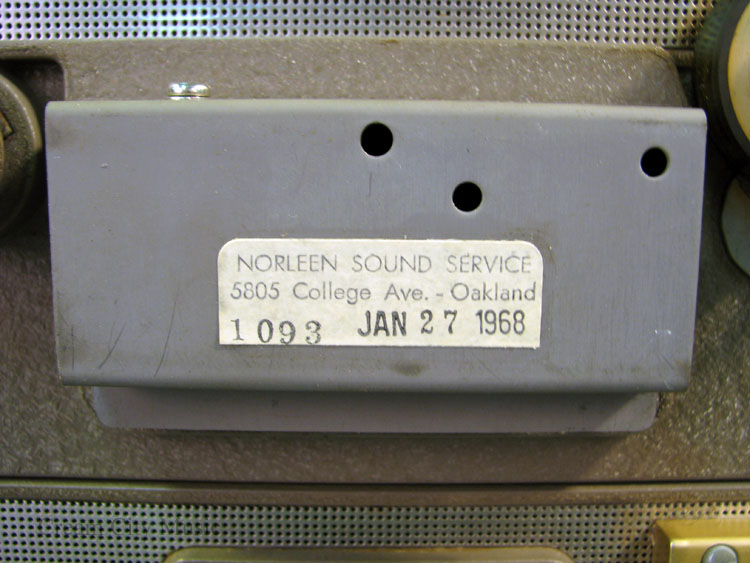 NORLEEN SOUND SERVICE
5805 College Ave. - Oakland
1093 JAN 27 1968